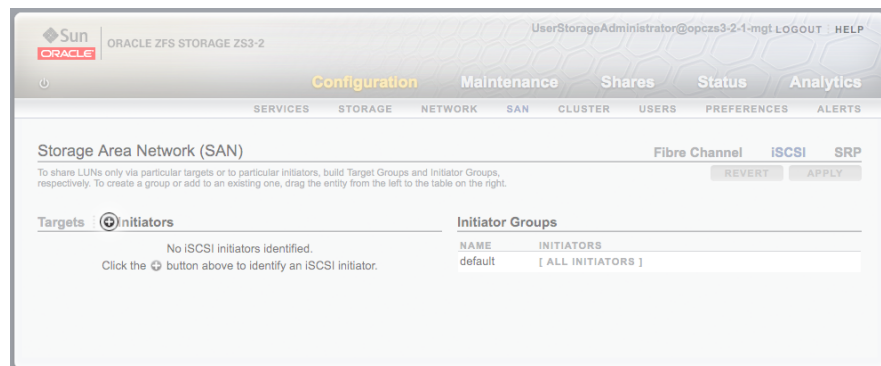 Sun
ORACLE
ORACLE ZFS STORAGE ZS3-2
UserStorageAdministrator@opczs3-2-1-mgt LOGOUT HELP
Configuration Maintenance Shares Status Analytics
SERVICES STORAGE NETWORK SAN CLUSTER USERS PREFERENCES ALERTS
Storage Area Network (SAN)
Fibre Channel iSCSI SRP
To share LUNs only via particular targets or to particular initiators, build Target Groups and Initiator Groups,
respectively. To create a group or add to an existing one, drag the entity from the left to the table on the right.
REVERT APPLY
Targets Initiators
No iSCSI initiators identified.
Click the button above to identify an iSCSI initiator.
Initiator Groups
NAME INITIATORS
default [ ALL INITIATORS ]